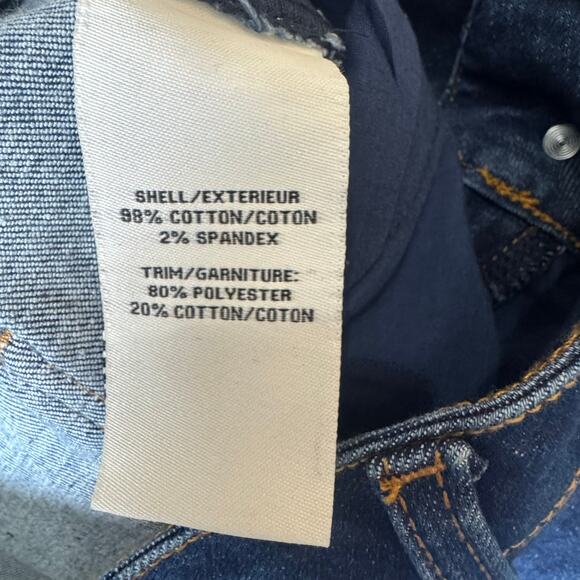 SHELL/EXTERIEUR
98% COTTON/COTON
2% SPANDEX
TRIM/GARNITURE:
80% POLYESTER
20% COTTON/COTON